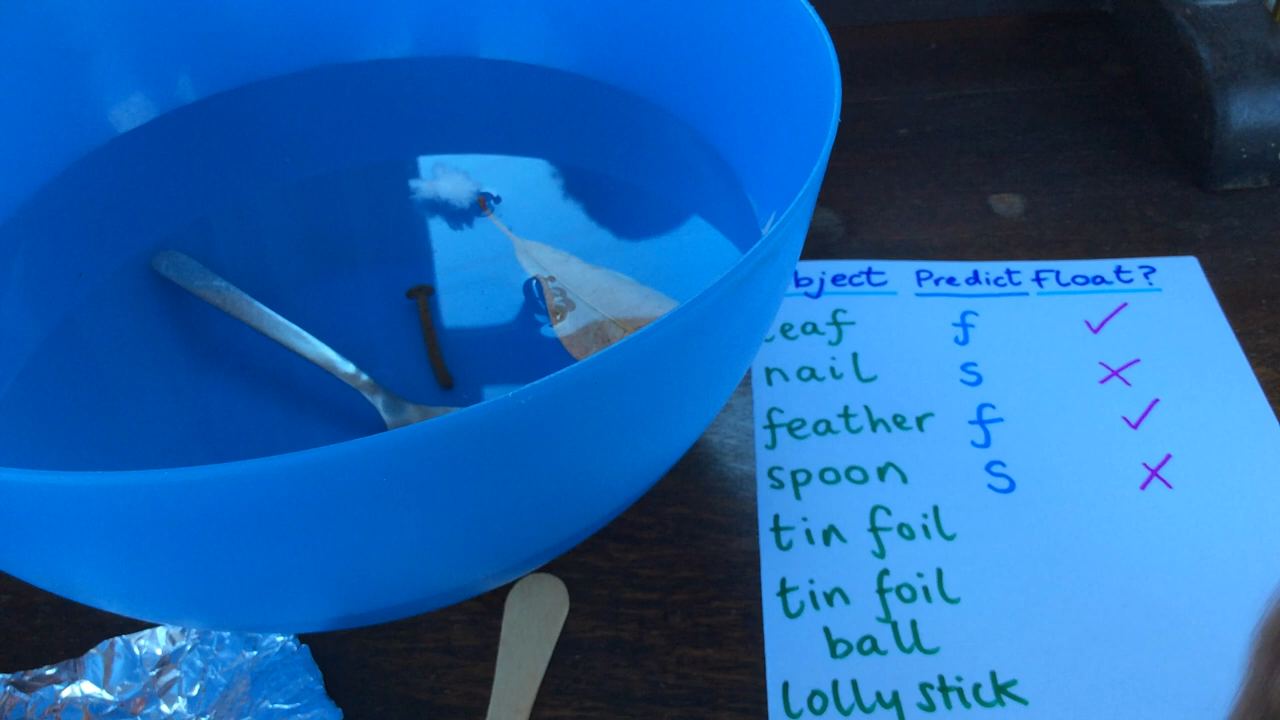 bject Predict float?
leaf f ✓
nail s ✗
feather f ✓
spoon S ✗
tin foil
tin foil
ball
lolly stick